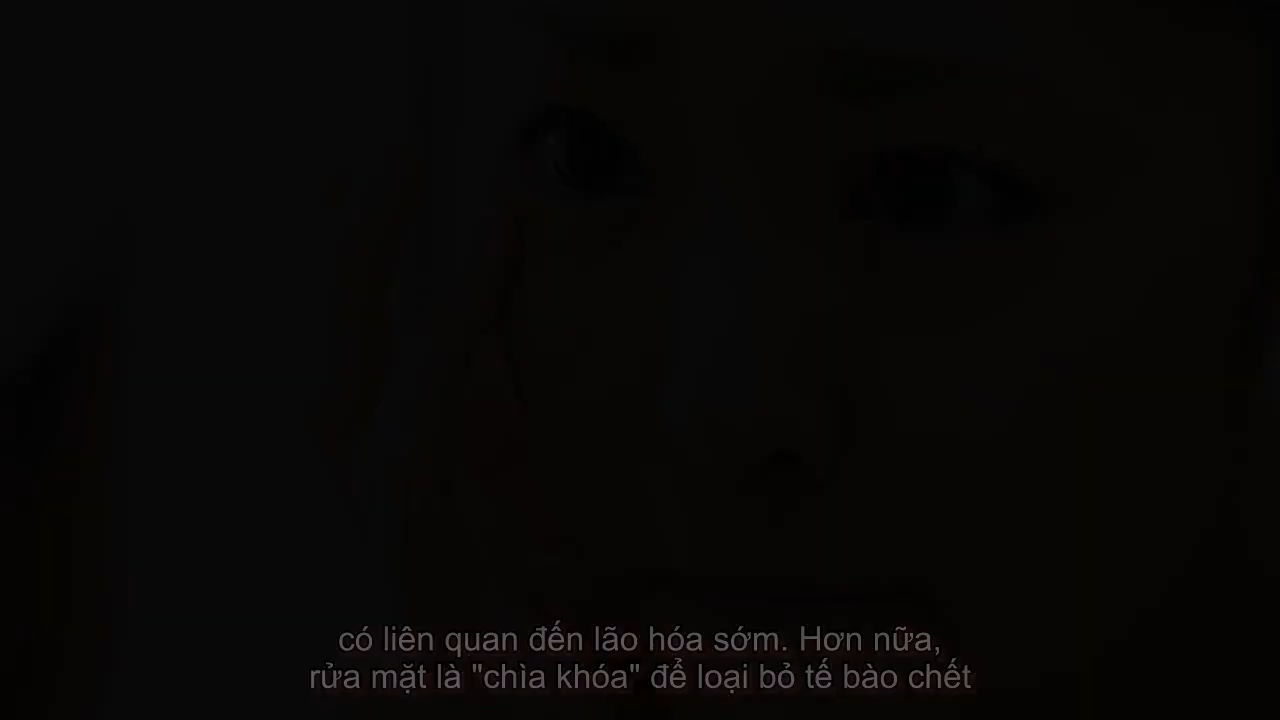 có liên quan đến lão hóa sớm. Hơn nữa,
rửa mặt là "chìa khóa" để loại bỏ tế bào chết